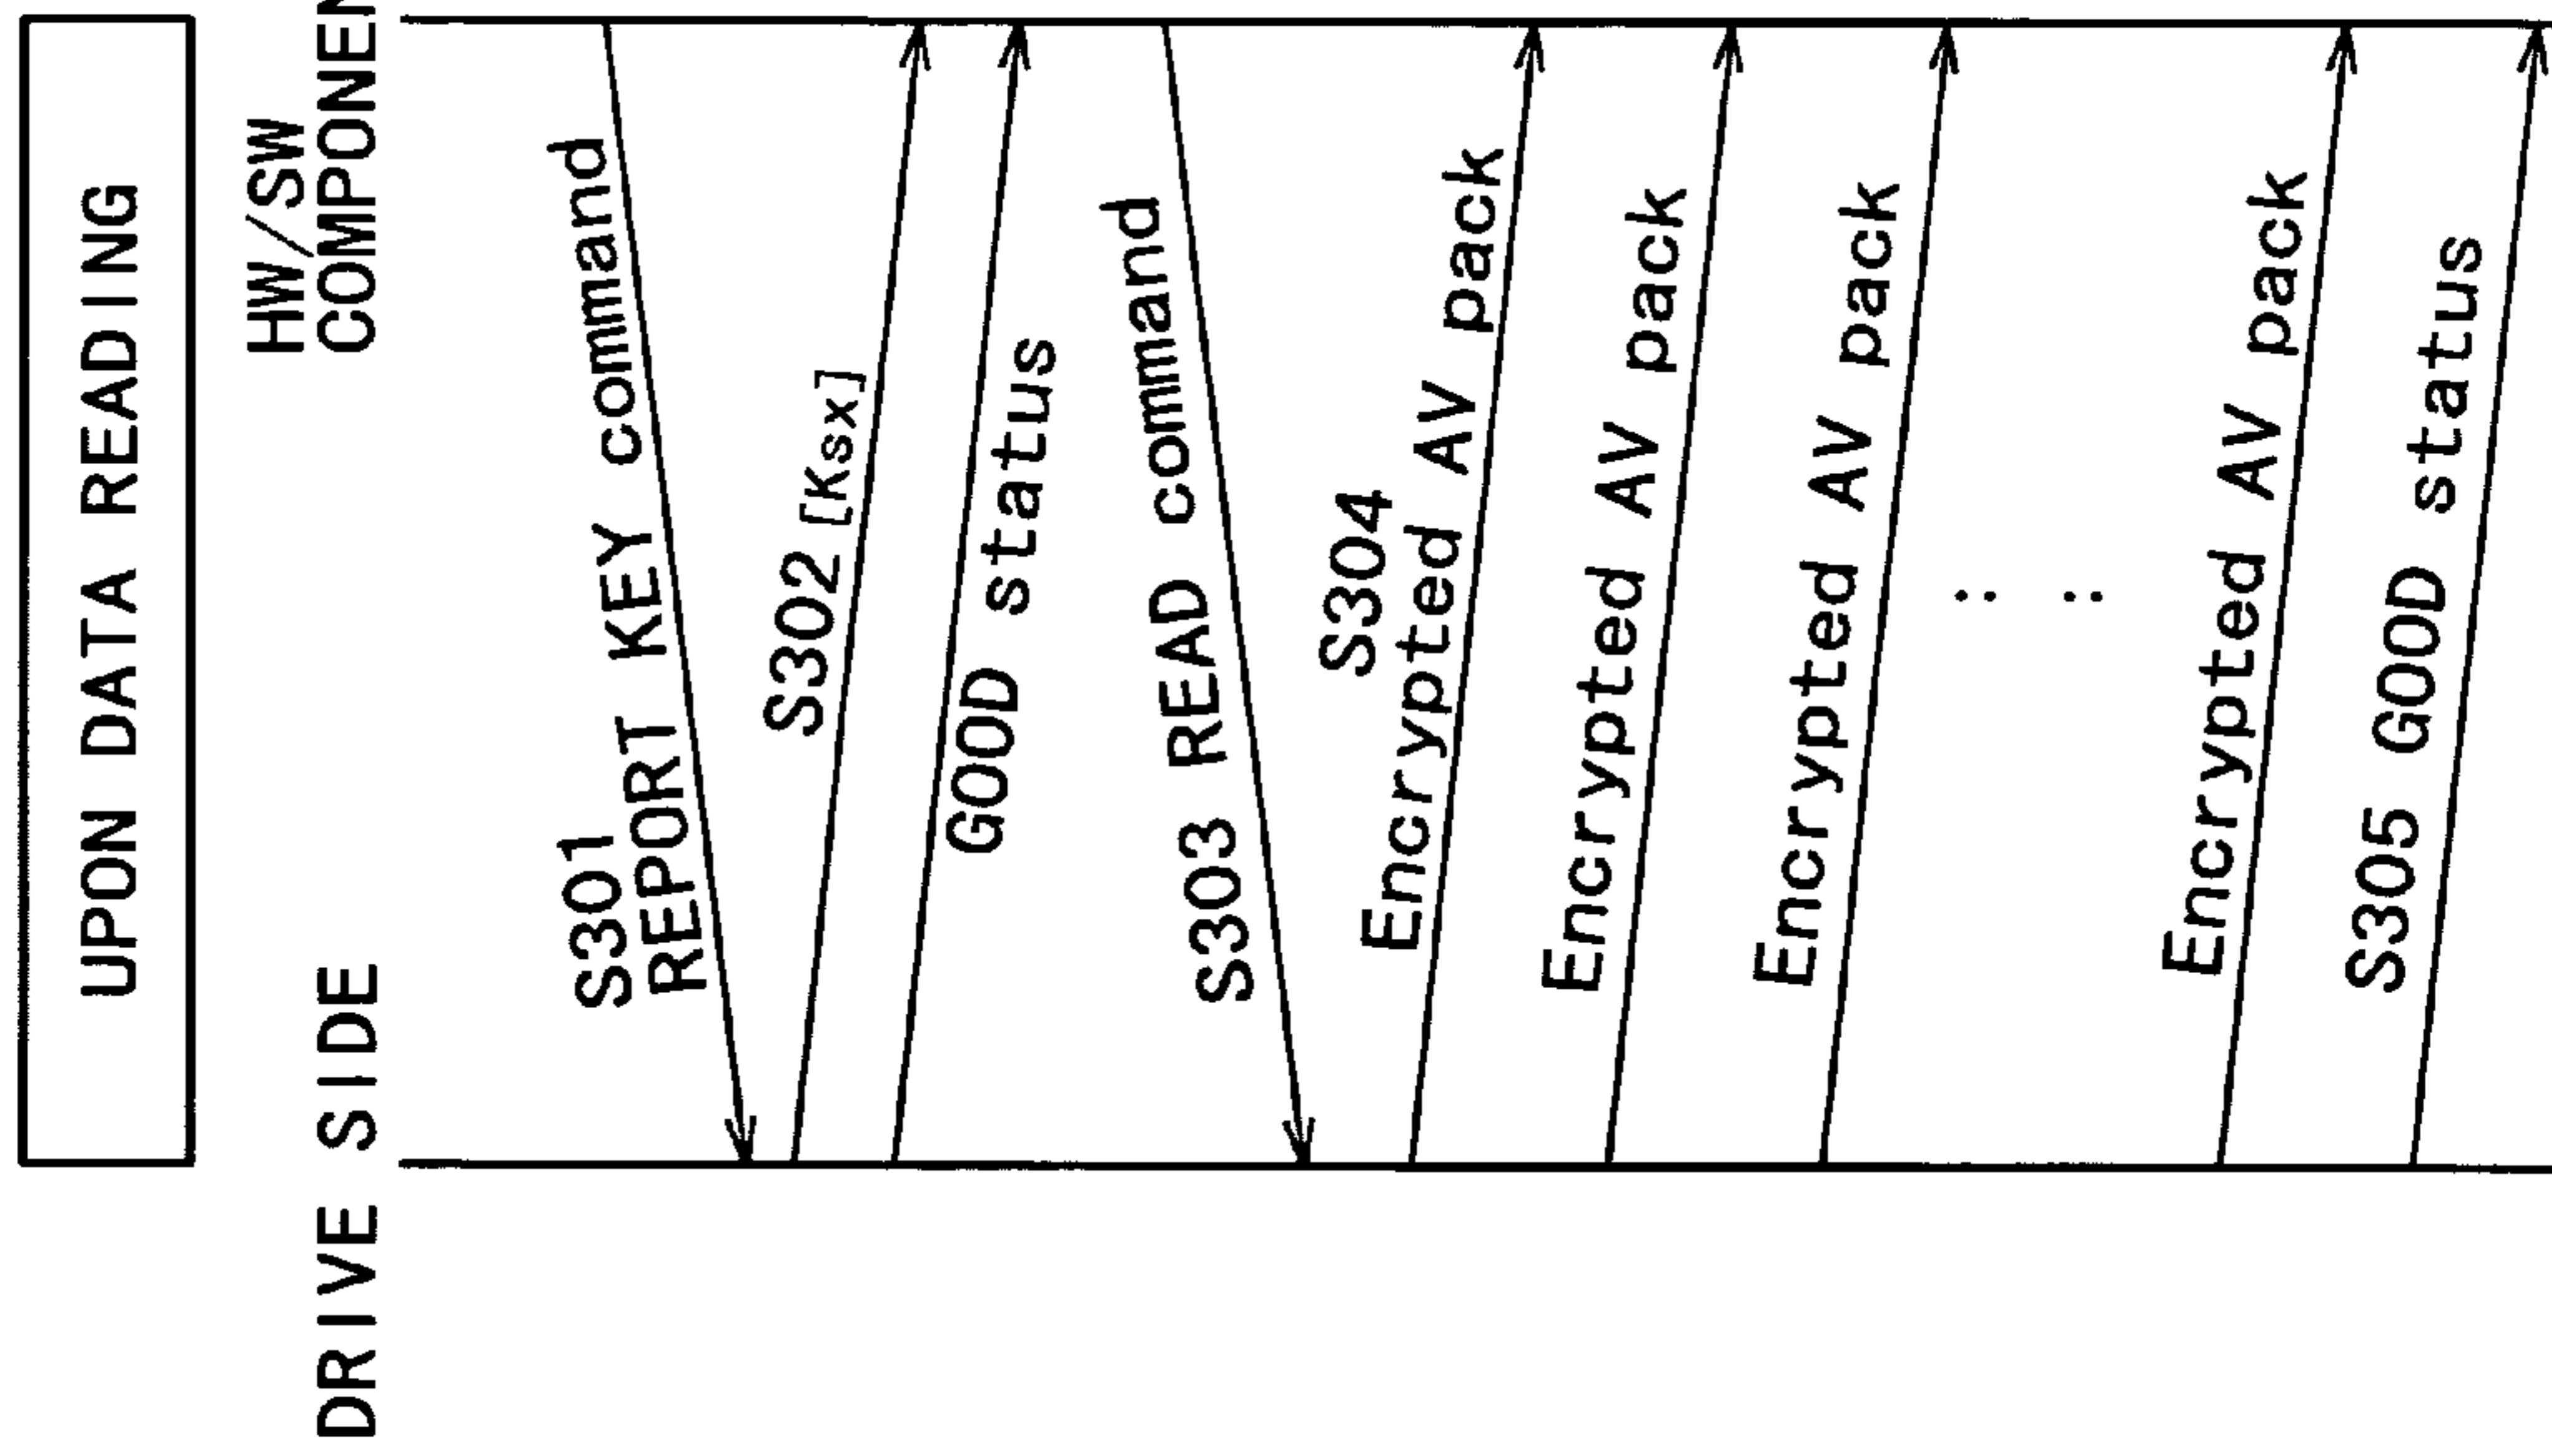 UPON DATA READING
HW/SW
DRIVE SIDE
S301
REPORT KEY command
S302 [Ksx]
GOOD status
S303 READ command
S304
Encrypted AV pack
Encrypted AV pack
Encrypted AV pack
: :
Encrypted AV pack
S305 GOOD status